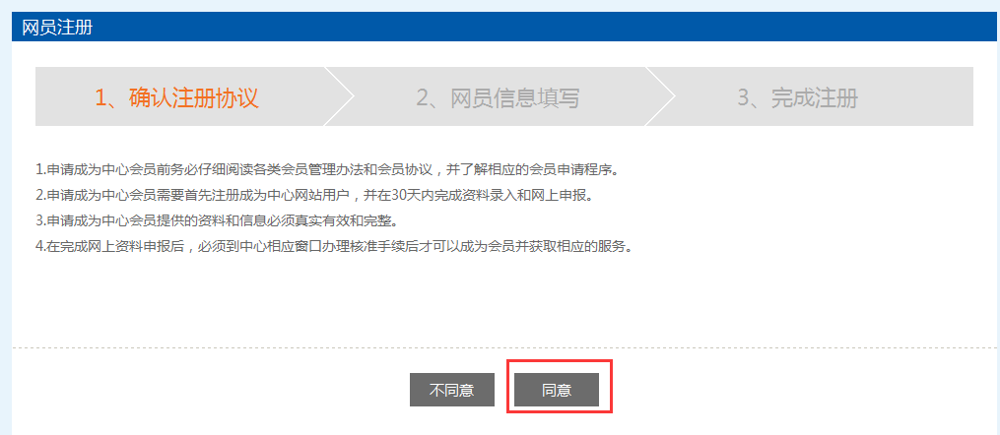 网员注册
1、确认注册协议
2、网员信息填写
3、完成注册
1.申请成为中心会员前务必仔细阅读各类会员管理办法和会员协议，并了解相应的会员申请程序。
2.申请成为中心会员需要首先注册成为中心网站用户，并在30天内完成资料录入和网上申报。
3.申请成为中心会员提供的资料和信息必须真实有效和完整。
4.在完成网上资料申报后，必须到中心相应窗口办理核准手续后才可以成为会员并获取相应的服务。
不同意
同意